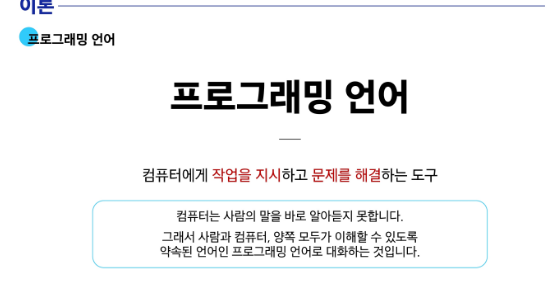 이론
프로그래밍 언어
프로그래밍 언어
컴퓨터에게 작업을 지시하고 문제를 해결하는 도구
컴퓨터는 사람의 말을 바로 알아듣지 못합니다.
그래서 사람과 컴퓨터, 양쪽 모두가 이해할 수 있도록
약속된 언어인 프로그래밍 언어로 대화하는 것입니다.